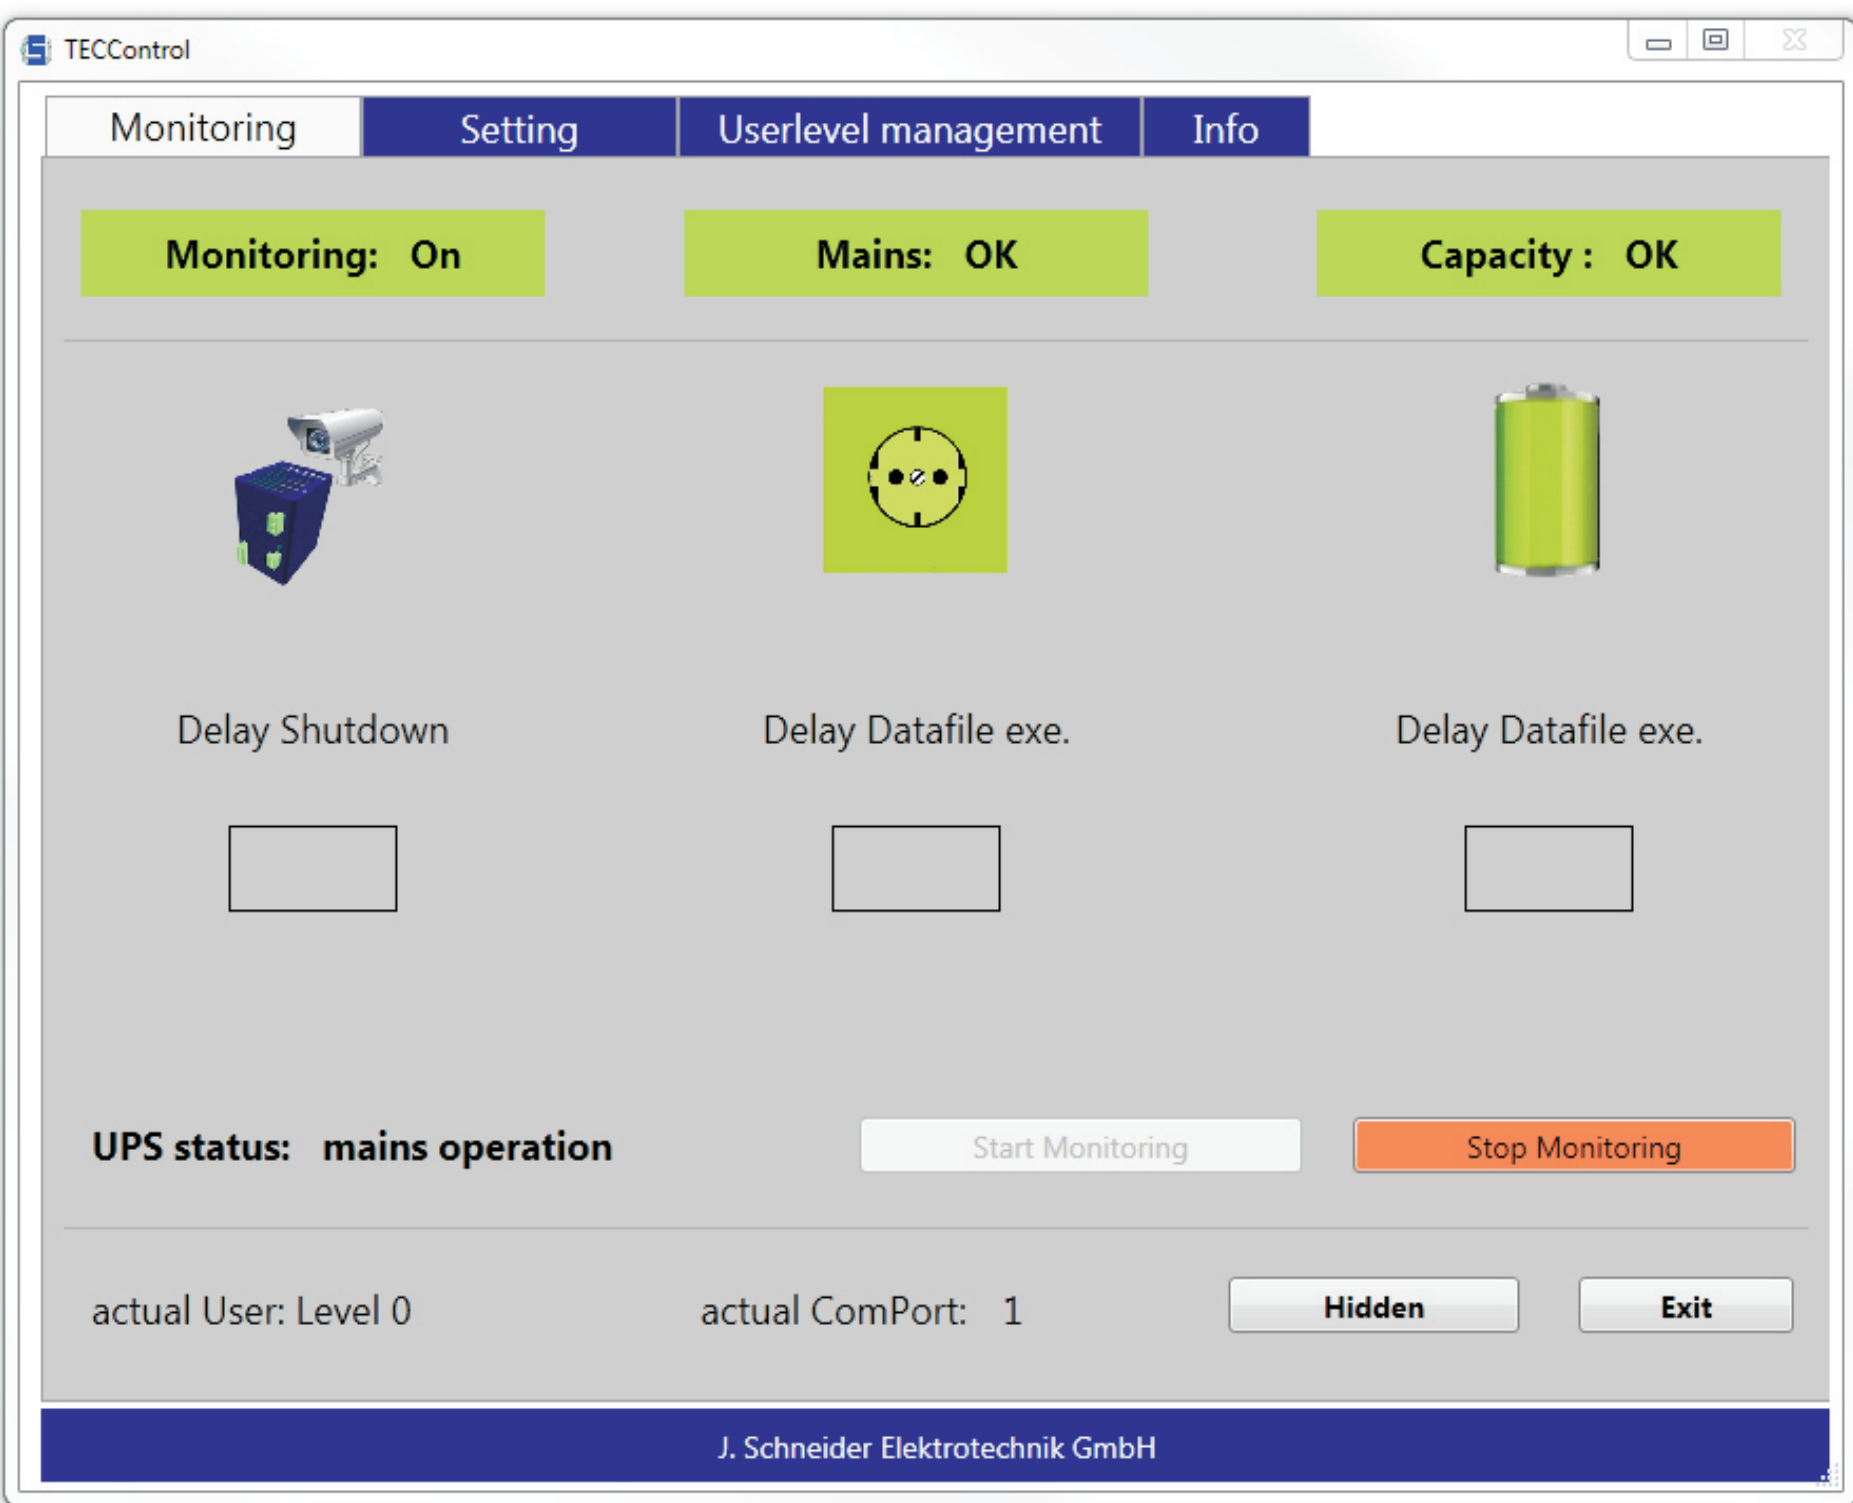 TECControl
Monitoring Setting Userlevel management Info
Monitoring: On Mains: OK Capacity : OK
Delay Shutdown Delay Datafile exe. Delay Datafile exe.
UPS status: mains operation Start Monitoring Stop Monitoring
actual User: Level 0 actual ComPort: 1 Hidden Exit
J. Schneider Elektrotechnik GmbH